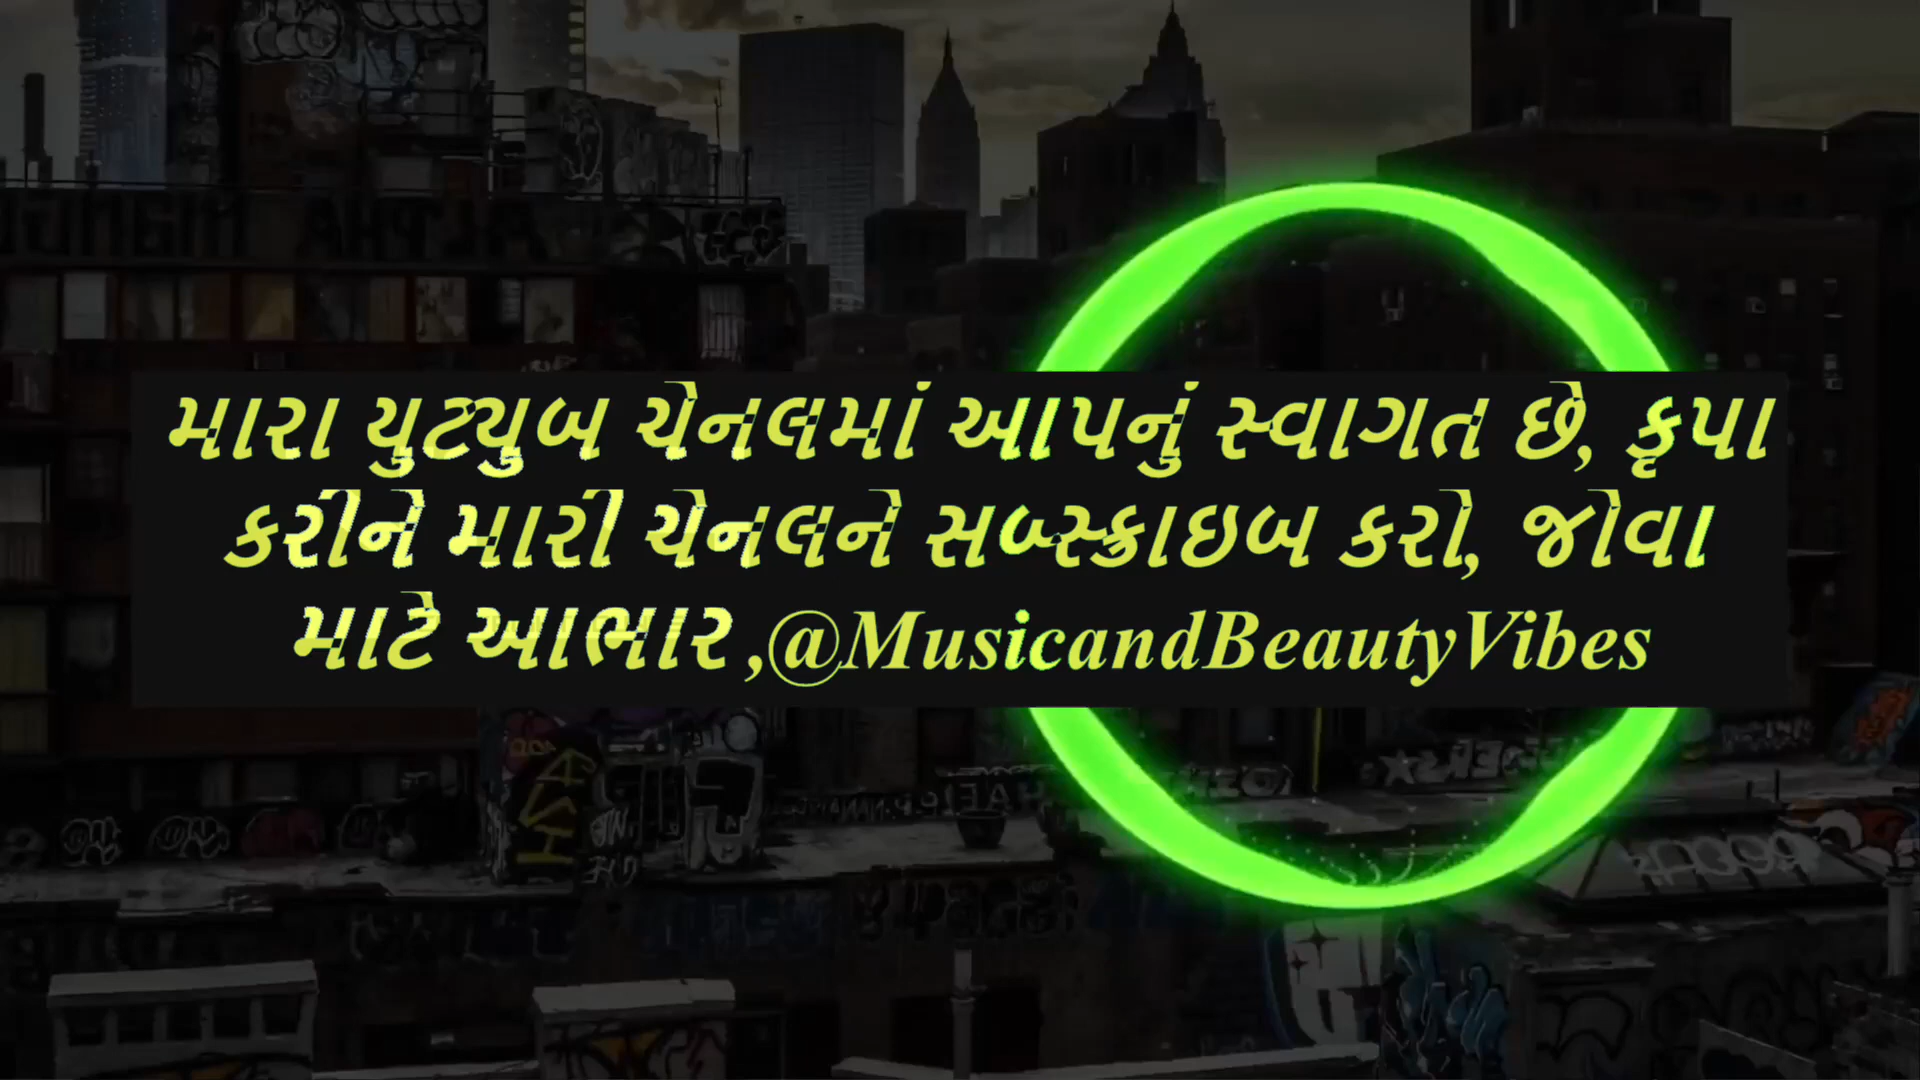 મારા યુટ્યુબ ચેનલમાં આપનું સ્વાગત છે, કૃપા
કરીને મારી ચેનલને સબ્સ્ક્રાઇબ કરો, જોવા
માટે આભાર ,@MusicandBeautyVibes